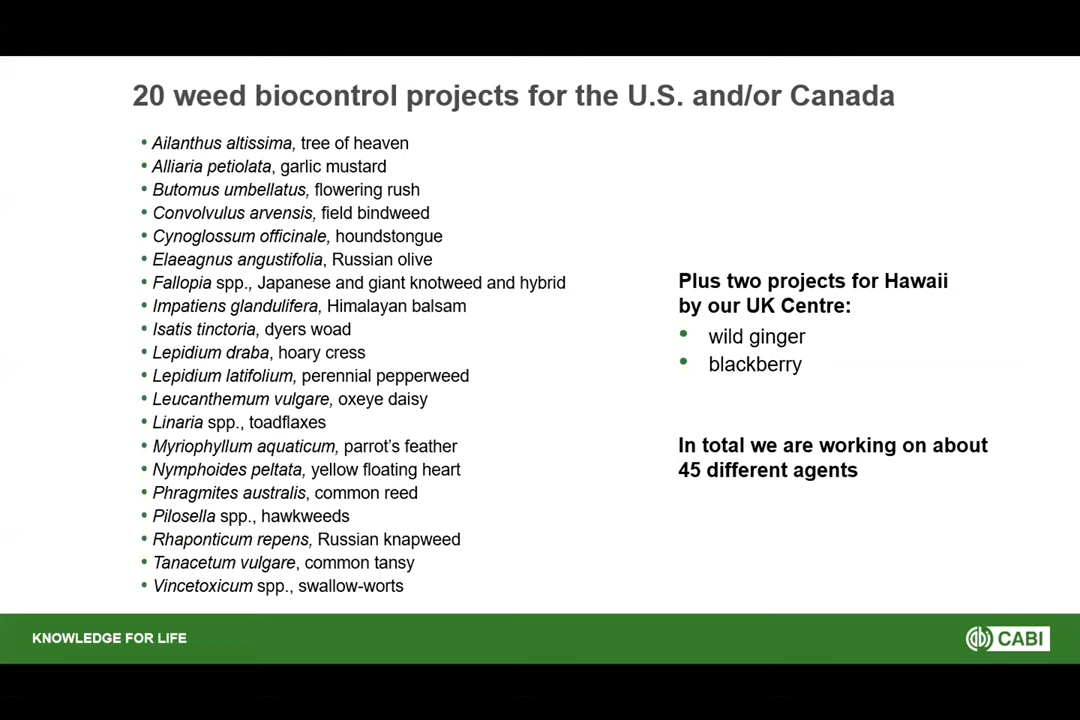 20 weed biocontrol projects for the U.S. and/or Canada
• Ailanthus altissima, tree of heaven
• Alliaria petiolata, garlic mustard
• Butomus umbellatus, flowering rush
• Convolvulus arvensis, field bindweed
• Cynoglossum officinale, houndstongue
• Elaeagnus angustifolia, Russian olive
• Fallopia spp., Japanese and giant knotweed and hybrid
• Impatiens glandulifera, Himalayan balsam
• Isatis tinctoria, dyers woad
• Lepidium draba, hoary cress
• Lepidium latifolium, perennial pepperweed
• Leucanthemum vulgare, oxeye daisy
• Linaria spp., toadflaxes
• Myriophyllum aquaticum, parrot's feather
• Nymphoides peltata, yellow floating heart
• Phragmites australis, common reed
• Pilosella spp., hawkweeds
• Rhaponticum repens, Russian knapweed
• Tanacetum vulgare, common tansy
• Vincetoxicum spp., swallow-worts
Plus two projects for Hawaii
by our UK Centre:
• wild ginger
• blackberry
In total we are working on about
45 different agents
KNOWLEDGE FOR LIFE
CABI